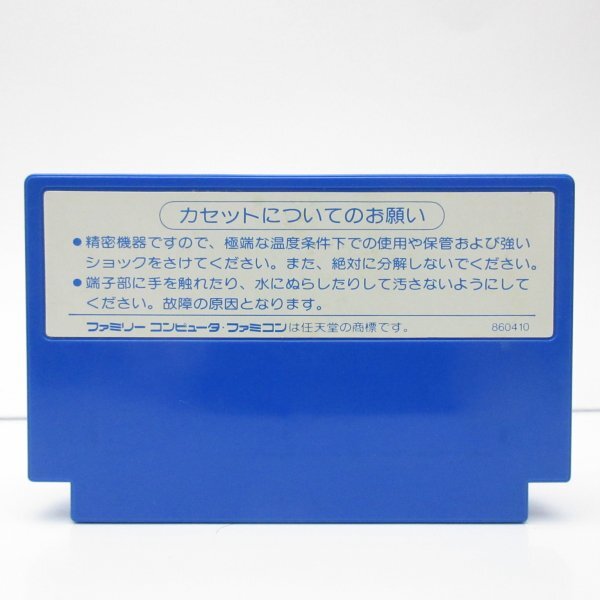 カセットについてのお願い
●精密機器ですので、極端な温度条件下での使用や保管および強い
ショックをさけてください。また、絶対に分解しないでください。
●端子部に手を触れたり、水にぬらしたりして汚さないようにして
ください。故障の原因となります。
ファミリー コンピュータ・ファミコンは任天堂の商標です。 860410